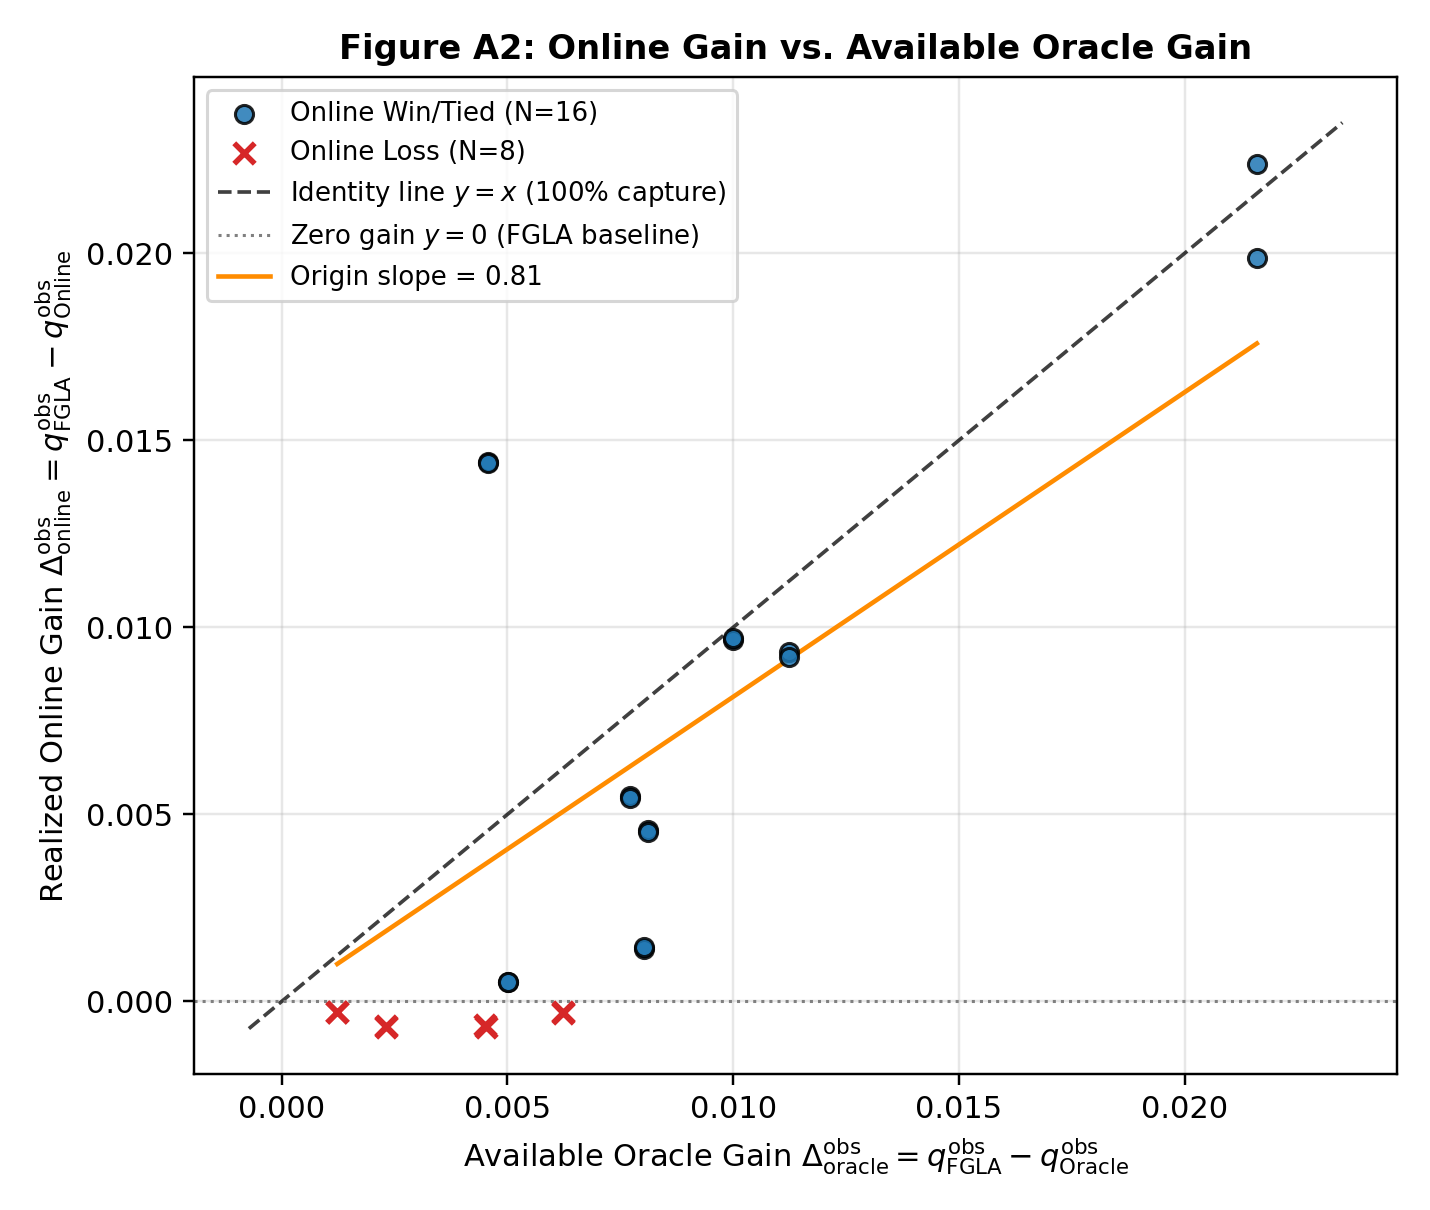 Figure A2: Online Gain vs. Available Oracle Gain
Online Win/Tied (N=16)
Online Loss (N=8)
Identity line y = x (100% capture)
Zero gain y = 0 (FGLA baseline)
Origin slope = 0.81
Realized Online Gain Δ^obs_online = q^obs_FGLA − q^obs_Online
0.020
0.015
0.010
0.005
0.000
0.000 0.005 0.010 0.015 0.020
Available Oracle Gain Δ^obs_oracle = q^obs_FGLA − q^obs_Oracle